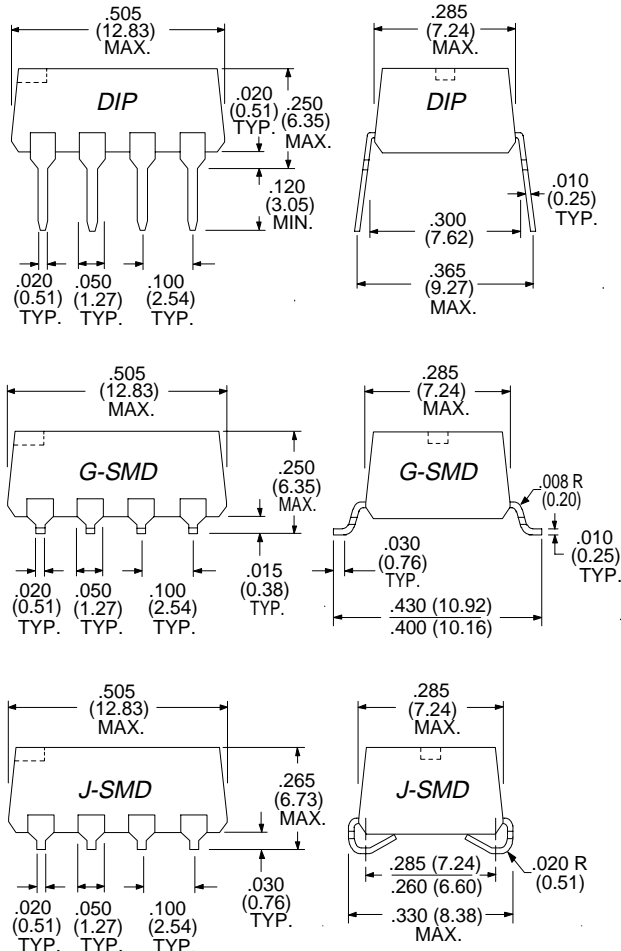 .505
(12.83)
MAX.
DIP
.020
(0.51)
TYP.
.250
(6.35)
MAX.
.120
(3.05)
MIN.
.020
(0.51)
TYP.
.050
(1.27)
TYP.
.100
(2.54)
TYP.
.285
(7.24)
MAX.
DIP
.010
(0.25)
TYP.
.300
(7.62)
.365
(9.27)
MAX.
.505
(12.83)
MAX.
G-SMD
.250
(6.35)
MAX.
.015
(0.38)
TYP.
.020
(0.51)
TYP.
.050
(1.27)
TYP.
.100
(2.54)
TYP.
.285
(7.24)
MAX.
G-SMD
.008 R
(0.20)
.010
(0.25)
TYP.
.030
(0.76)
TYP.
.430 (10.92)
.400 (10.16)
.505
(12.83)
MAX.
J-SMD
.265
(6.73)
MAX.
.030
(0.76)
TYP.
.020
(0.51)
TYP.
.050
(1.27)
TYP.
.100
(2.54)
TYP
.285
(7.24)
MAX.
J-SMD
.285 (7.24)
.260 (6.60)
.020 R
(0.51)
.330 (8.38)
MAX.